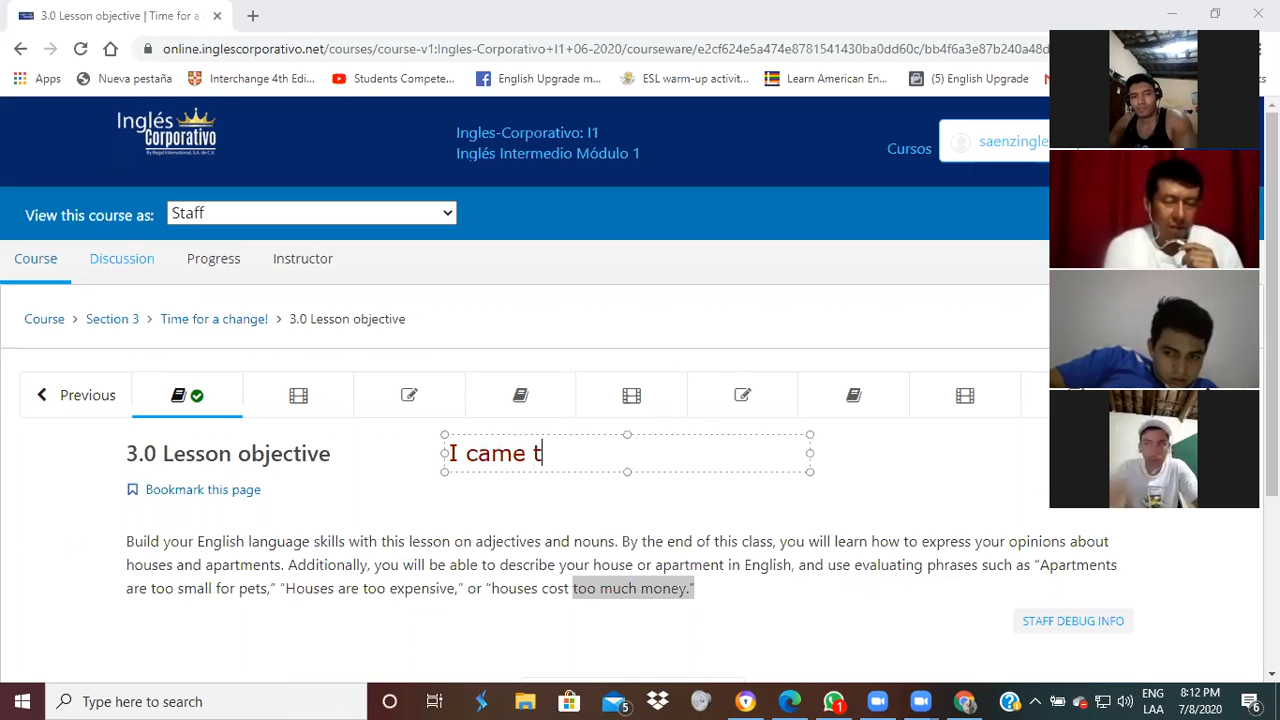 3.0 Lesson objective | Time for a
online.inglescorporativo.net/courses/course-v1:Ingles-Corporativo+I1+06-2020/courseware/e2cf624e5a474e8781541430ba0dd60c/bb4f6a3e87b240a48d
Apps Nueva pestaña Interchange 4th Edi... Students Compete... English Upgrade m... ESL warm-up activit... Learn American En... (5) English Upgrade
Inglés
Corporativo
By Regal International, S.A. de C.V.
Ingles-Corporativo: I1
Inglés Intermedio Módulo 1
Cursos
saenzingle
View this course as: Staff
Course Discussion Progress Instructor
Course > Section 3 > Time for a change! > 3.0 Lesson objective
Previous
3.0 Lesson objective
I came t
Bookmark this page
Build your English language skills with this lesson on adjectives and nouns. By the end of this class, you will learn how to express your opinions about
houses and apartments. Additionally, you will be able to describe your house or apartment in English, and use evaluating phrases such as “Apartments
are too small for pets,“ “Houses are too expensive,” or “houses cost too much money.”
STAFF DEBUG INFO
Type here to search
5
1
ENG
LAA
8:12 PM
7/8/2020
6